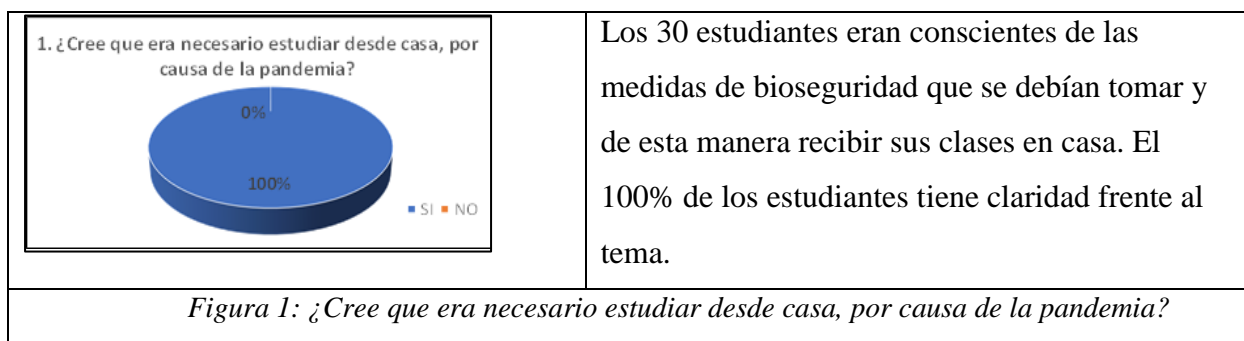 1. ¿Cree que era necesario estudiar desde casa, por
causa de la pandemia?
0%
100%
SI NO
Los 30 estudiantes eran conscientes de las
medidas de bioseguridad que se debían tomar y
de esta manera recibir sus clases en casa. El
100% de los estudiantes tiene claridad frente al
tema.
Figura 1: ¿Cree que era necesario estudiar desde casa, por causa de la pandemia?